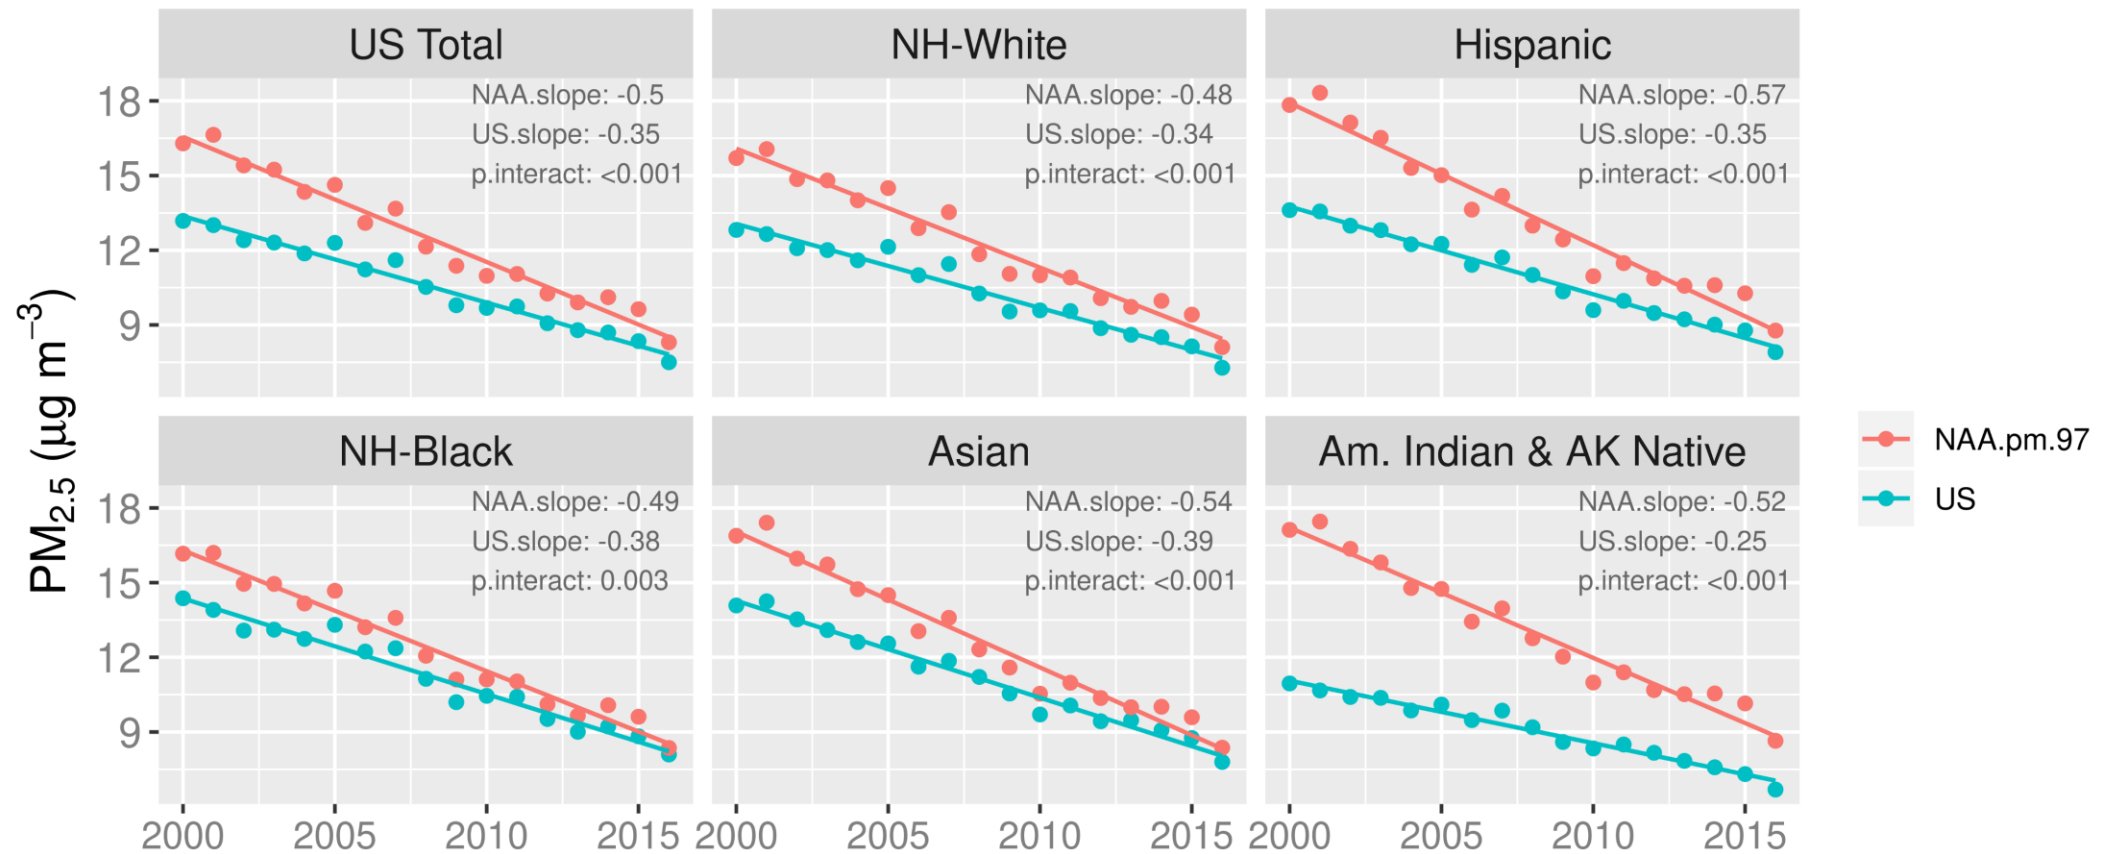 US Total
NH-White
Hispanic
NAA.slope: -0.5
US.slope: -0.35
p.interact: <0.001
NAA.slope: -0.48
US.slope: -0.34
p.interact: <0.001
NAA.slope: -0.57
US.slope: -0.35
p.interact: <0.001
18
15
12
9
PM2.5 (µg m−3)
NH-Black
Asian
Am. Indian & AK Native
NAA.slope: -0.49
US.slope: -0.38
p.interact: 0.003
NAA.slope: -0.54
US.slope: -0.39
p.interact: <0.001
NAA.slope: -0.52
US.slope: -0.25
p.interact: <0.001
18
15
12
9
2000 2005 2010 2015
2000 2005 2010 2015
2000 2005 2010 2015
NAA.pm.97
US